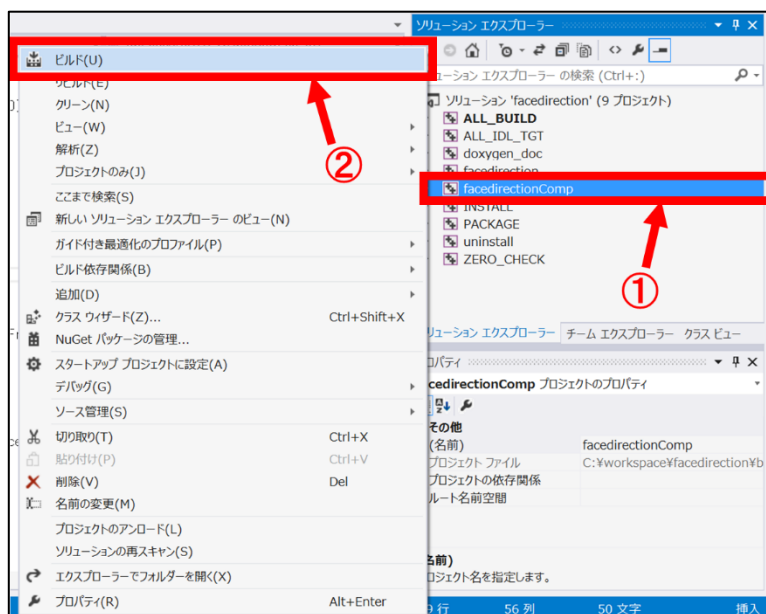 ビルド(U)
リビルド(E)
クリーン(N)
ビュー(W)
解析(Z)
プロジェクトのみ(J)
ここまで検索(S)
新しい ソリューション エクスプローラー のビュー(N)
ガイド付き最適化のプロファイル(P)
ビルド依存関係(B)
追加(D)
クラス ウィザード(Z)... Ctrl+Shift+X
NuGet パッケージの管理...
スタートアップ プロジェクトに設定(A)
デバッグ(G)
ソース管理(S)
切り取り(T) Ctrl+X
貼り付け(P) Ctrl+V
削除(V) Del
名前の変更(M)
プロジェクトのアンロード(L)
ソリューションの再スキャン(S)
エクスプローラーでフォルダーを開く(X)
プロパティ(R) Alt+Enter
②
ソリューション エクスプローラー
ューション エクスプローラー の検索 (Ctrl+:)
ソリューション 'facedirection' (9 プロジェクト)
ALL_BUILD
ALL_IDL_TGT
doxygen_doc
facedirection
facedirectionComp
INSTALL
PACKAGE
uninstall
ZERO_CHECK
①
リューション エクスプローラー チーム エクスプローラー クラス ビュー
ロパティ
cedirectionComp プロジェクトのプロパティ
その他
(名前) facedirectionComp
プロジェクト ファイル C:¥workspace¥facedirection¥b
プロジェクトの依存関係
ルート名前空間
名前)
ロジェクト名を指定します。
9 行 56 列 50 文字 挿入